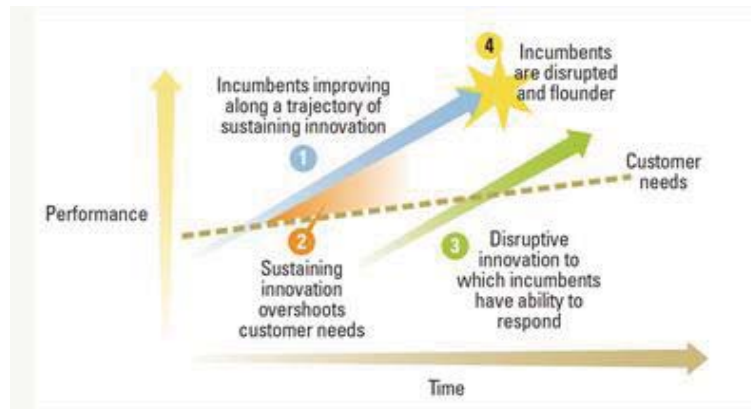 4
Incumbents
are disrupted
and flounder
Incumbents improving
along a trajectory of
sustaining innovation
1
Customer
needs
Performance
2
Sustaining
innovation
overshoots
customer needs
3
Disruptive
innovation to
which incumbents
have ability to
respond
Time